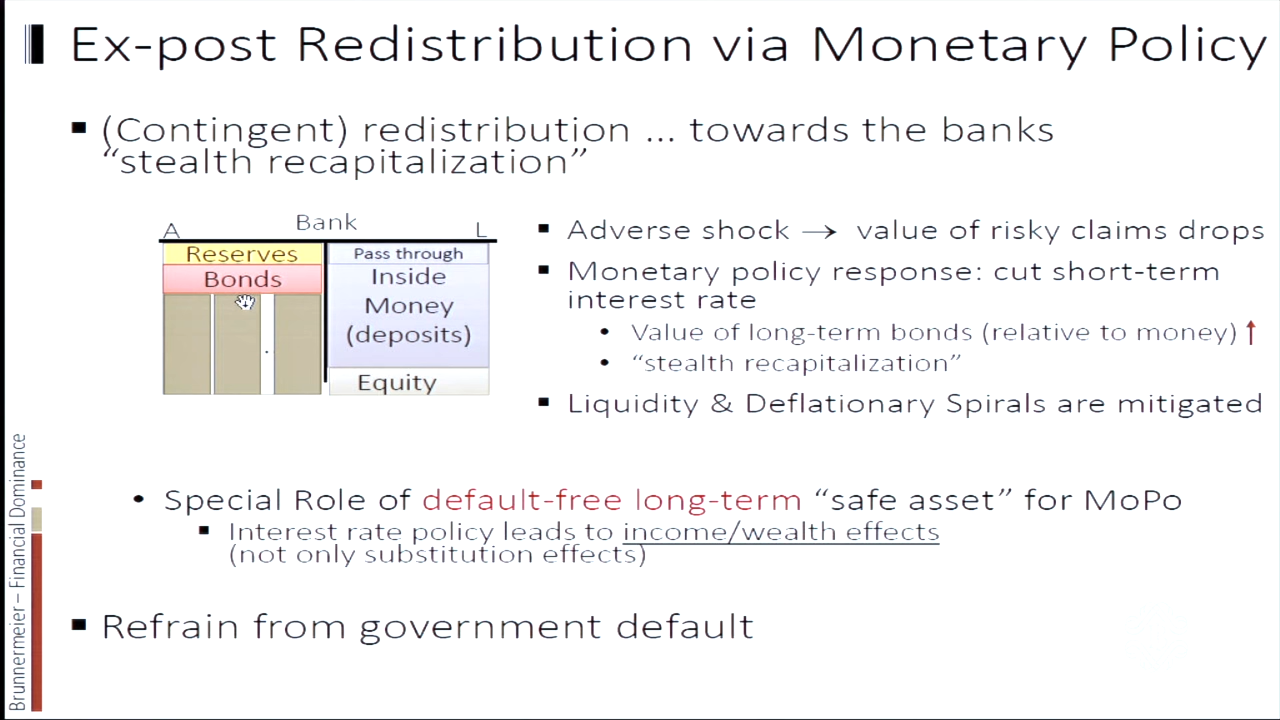 Ex-post Redistribution via Monetary Policy
(Contingent) redistribution ... towards the banks
“stealth recapitalization”
A Bank L
Reserves
Bonds
Pass through
Inside
Money
(deposits)
Equity
Adverse shock → value of risky claims drops
Monetary policy response: cut short-term
interest rate
Value of long-term bonds (relative to money) ↑
“stealth recapitalization”
Liquidity & Deflationary Spirals are mitigated
Special Role of default-free long-term “safe asset” for MoPo
Interest rate policy leads to income/wealth effects
(not only substitution effects)
Refrain from government default
Brunnermeier – Financial Dominance